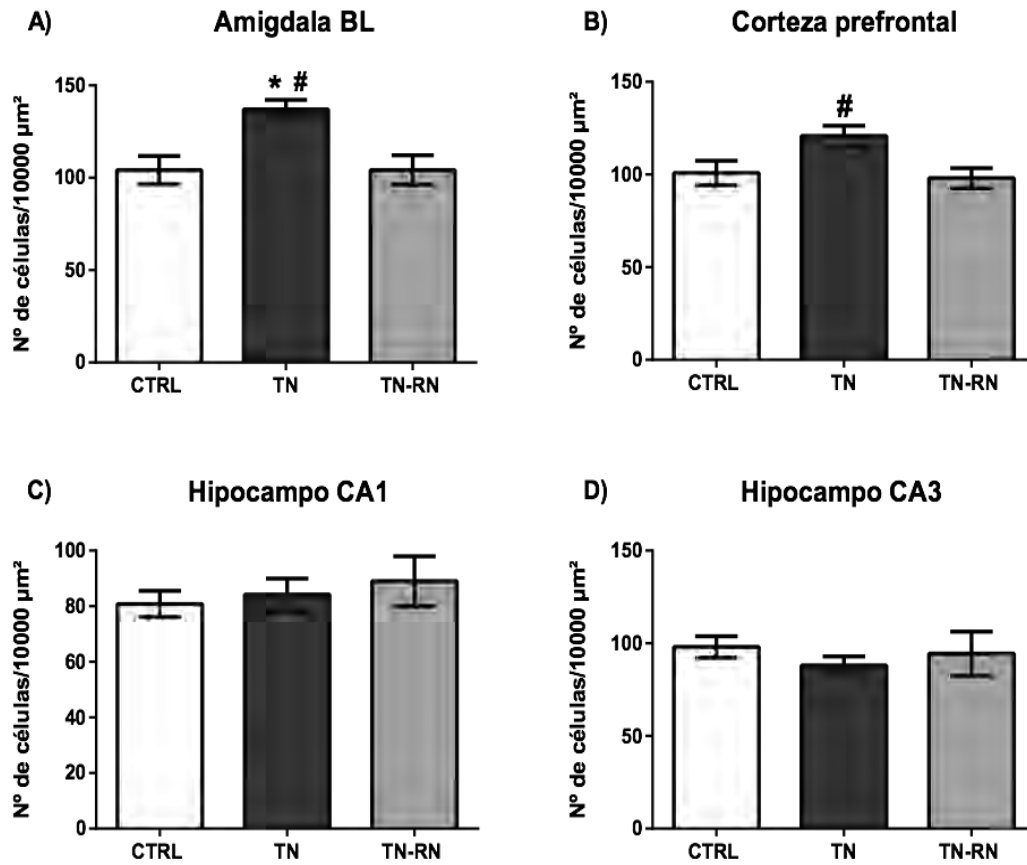 A) Amigdala BL
Nº de células/10000 µm²
150
100
50
0
* #
CTRL TN TN-RN
B) Corteza prefrontal
Nº de células/10000 µm²
150
100
50
0
#
CTRL TN TN-RN
C) Hipocampo CA1
Nº de células/10000 µm²
100
80
60
40
20
0
CTRL TN TN-RN
D) Hipocampo CA3
Nº de células/10000 µm²
150
100
50
0
CTRL TN TN-RN